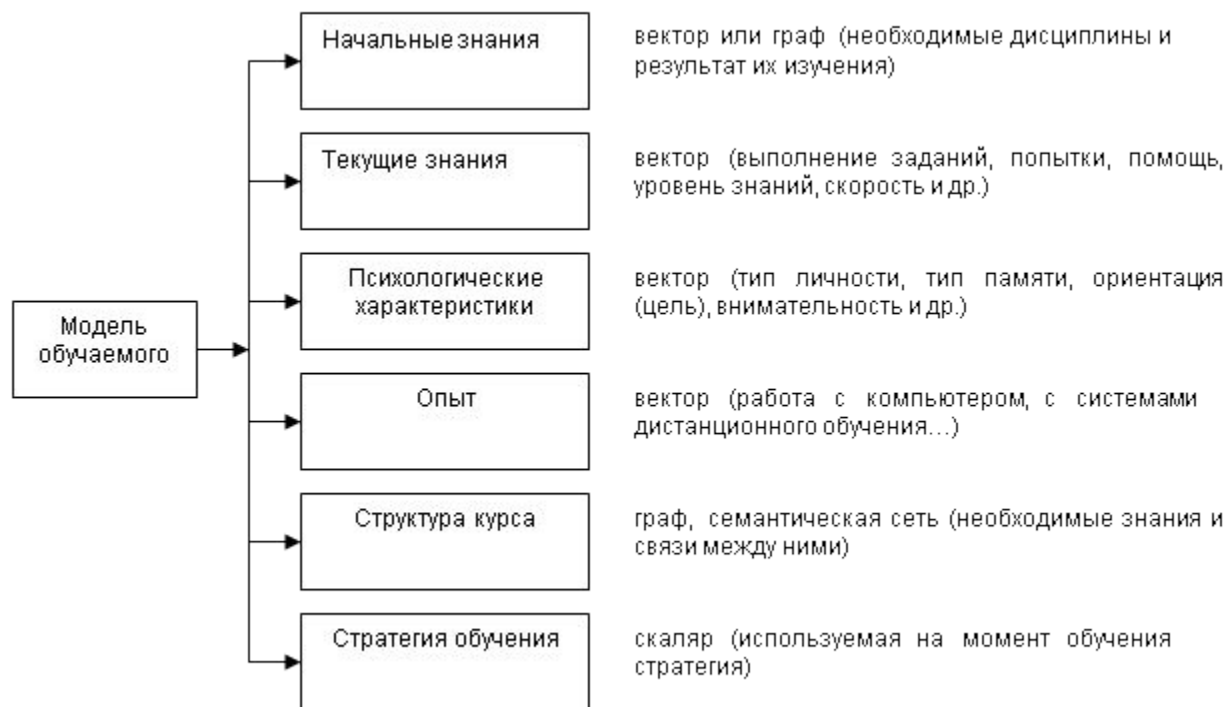 Начальные знания
вектор или граф (необходимые дисциплины и
результат их изучения)
Текущие знания
вектор (выполнение заданий, попытки, помощь,
уровень знаний, скорость и др.)
Психологические
характеристики
вектор (тип личности, тип памяти, ориентация
(цель), внимательность и др.)
Модель
обучаемого
Опыт
вектор (работа с компьютером, с системами
дистанционного обучения...)
Структура курса
граф, семантическая сеть (необходимые знания и
связи между ними)
Стратегия обучения
скаляр (используемая на момент обучения
стратегия)